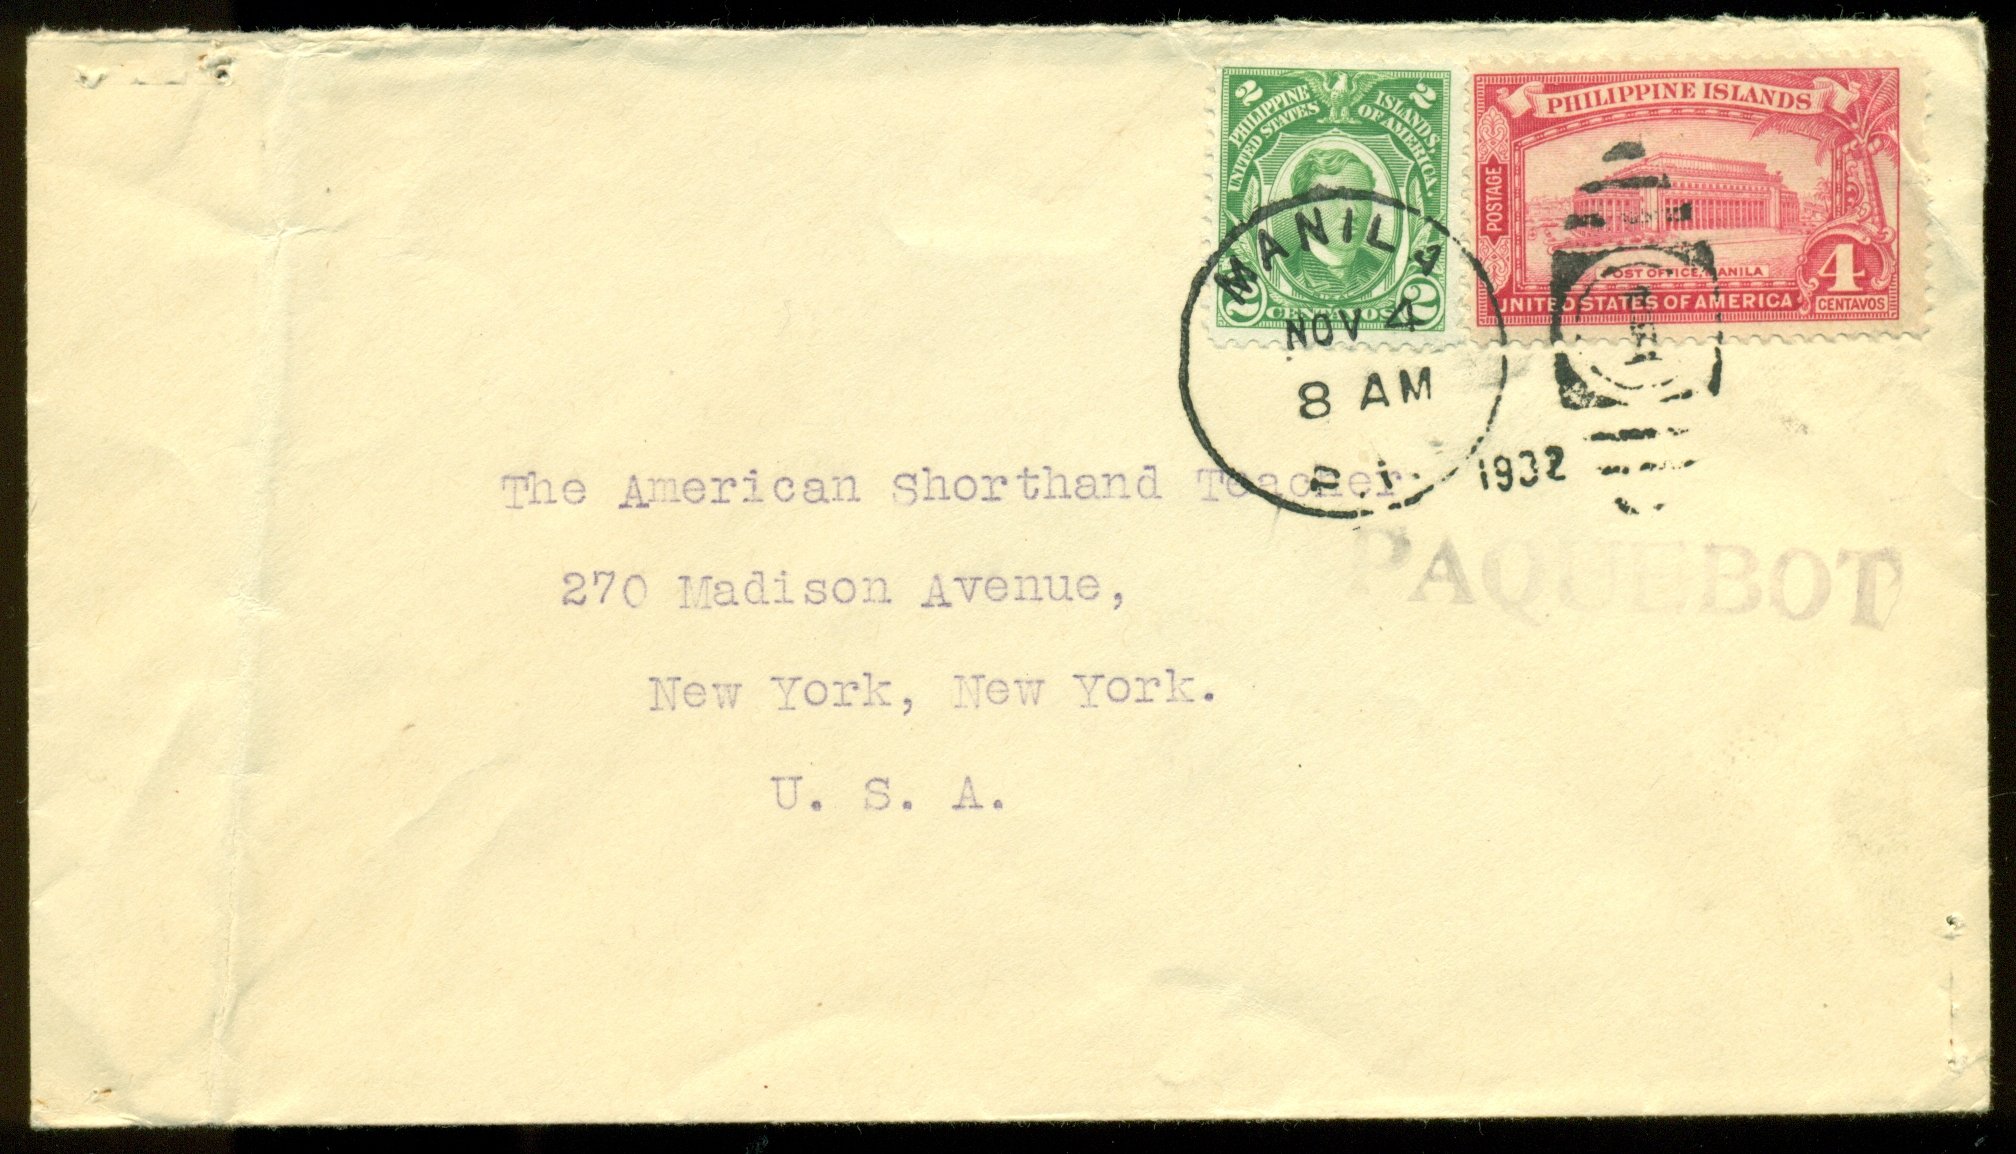 2 PHILIPPINE ISLANDS, 2
UNITED STATES OF AMERICA.
2 CENTAVOS 2
PHILIPPINE ISLANDS
POSTAGE
POST OFFICE, MANILA
UNITED STATES OF AMERICA
4
CENTAVOS
MANILA
NOV 4
8 AM
P.I.
1932
PAQUEBOT
The American Shorthand Teacher
270 Madison Avenue,
New York, New York.
U. S. A.